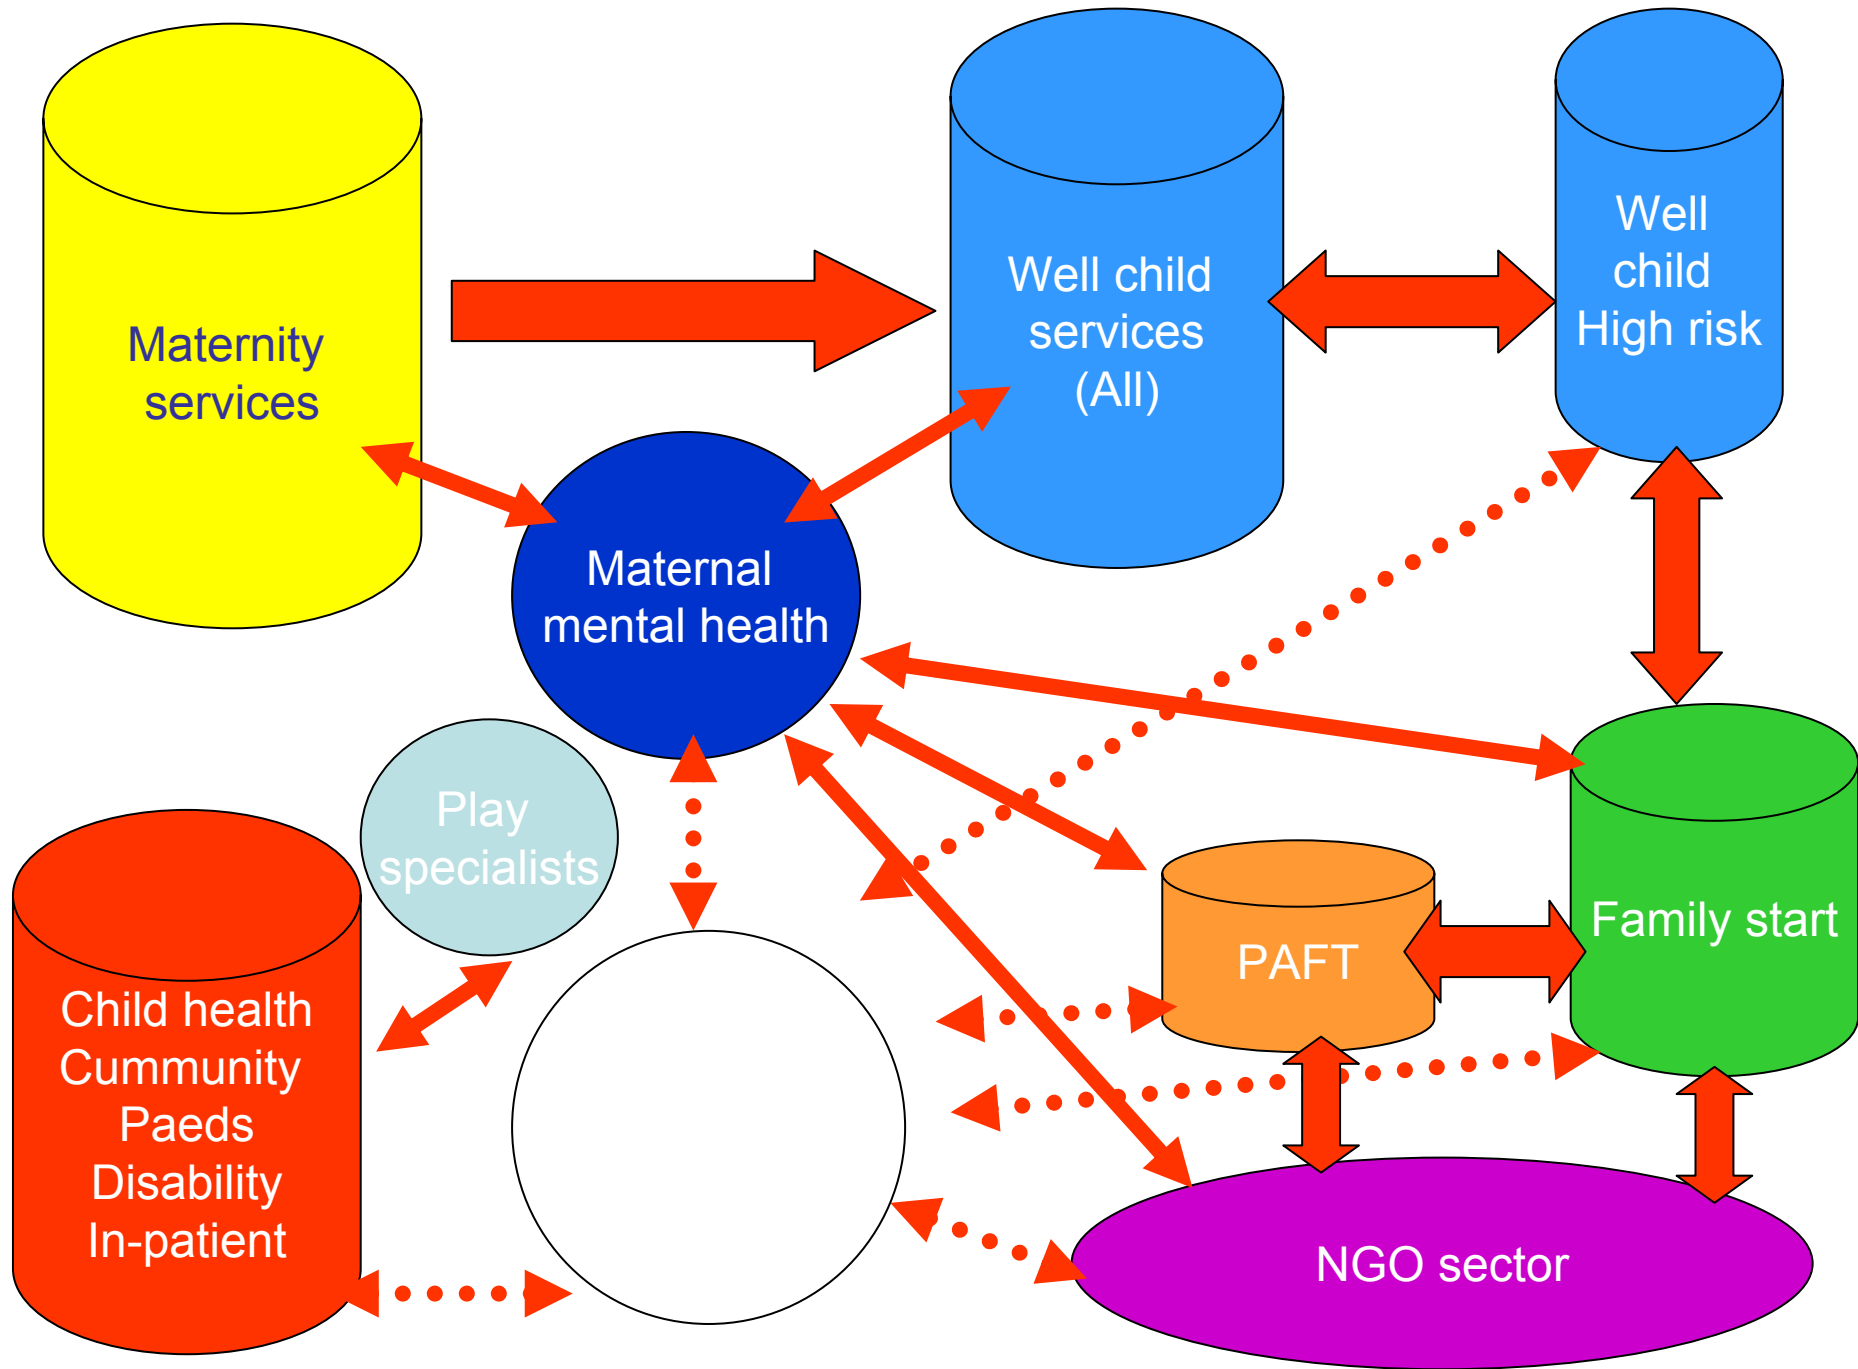 Maternity
services
Well child
services
(All)
Well
child
High risk
Maternal
mental health
Play
specialists
Child health
Cummunity
Paeds
Disability
In-patient
PAFT
Family start
NGO sector